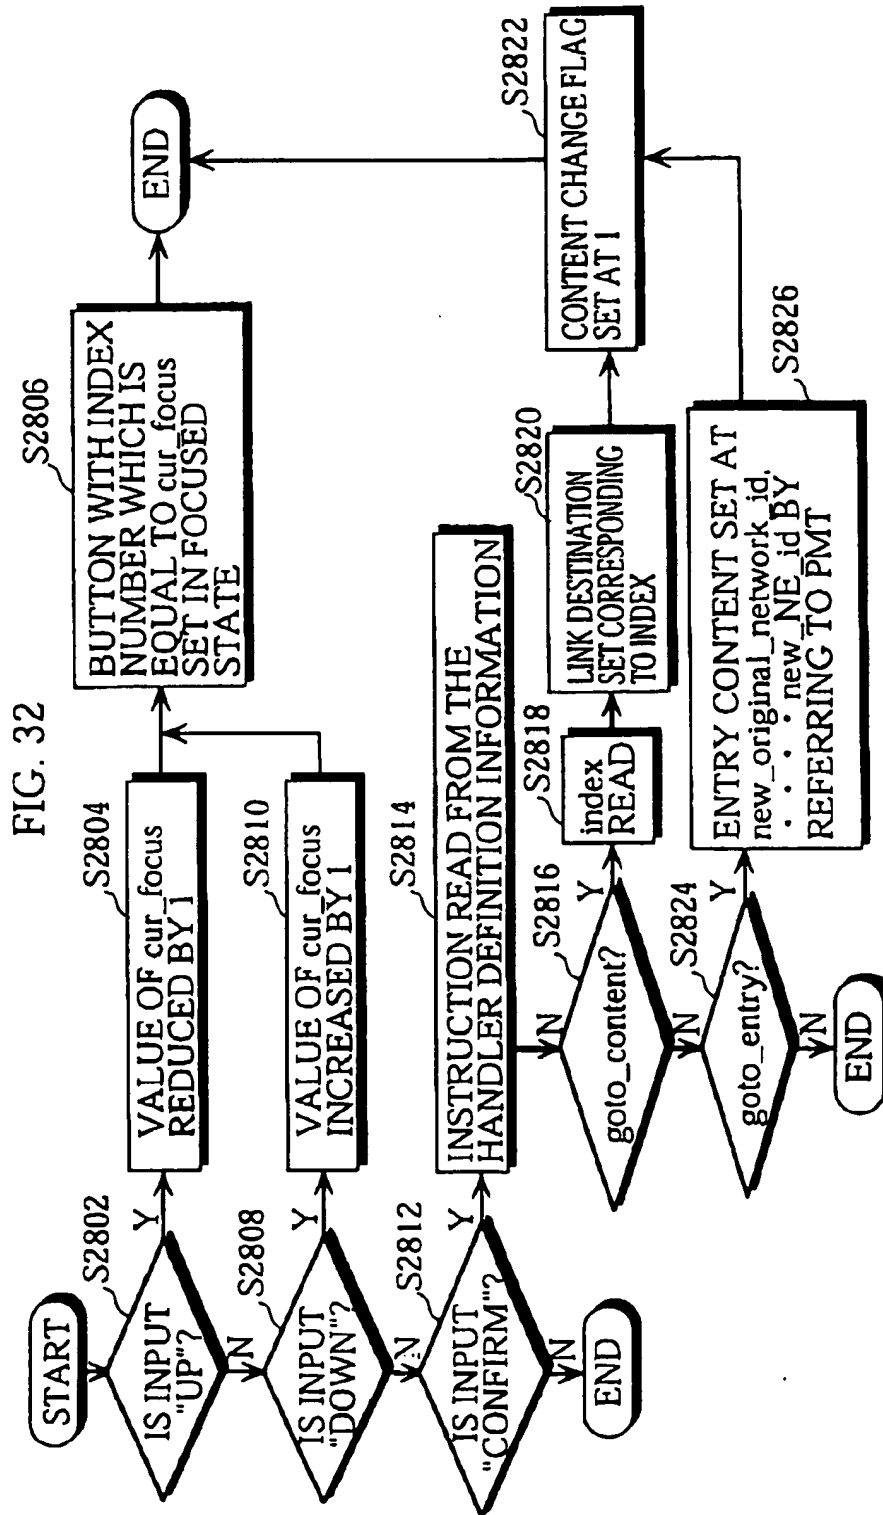 FIG. 32
START
S2802
IS INPUT
"UP"?
Y
N
S2804
VALUE OF cur_focus
REDUCED BY 1
S2806
BUTTON WITH INDEX
NUMBER WHICH IS
EQUAL TO cur_focus
SET IN FOCUSED
STATE
END
S2808
IS INPUT
"DOWN"?
Y
N
S2810
VALUE OF cur_focus
INCREASED BY 1
S2812
IS INPUT
"CONFIRM"?
Y
N
END
S2814
INSTRUCTION READ FROM THE
HANDLER DEFINITION INFORMATION
N
S2816
goto_content?
Y
N
S2818
index
READ
S2820
LINK DESTINATION
SET CORRESPONDING
TO INDEX
S2822
CONTENT CHANGE FLAG
SET AT 1
S2824
goto_entry?
Y
N
END
S2826
ENTRY CONTENT SET AT
new_original_network_id,
・・・・new_NE_id BY
REFERRING TO PMT